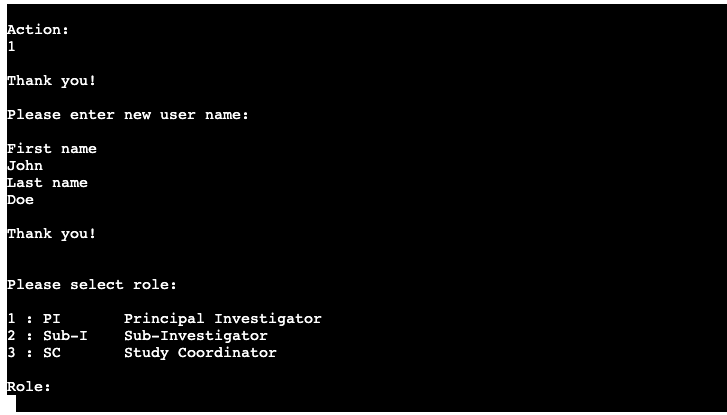 Action:
1
Thank you!
Please enter new user name:
First name
John
Last name
Doe
Thank you!
Please select role:
1 : PI Principal Investigator
2 : Sub-I Sub-Investigator
3 : SC Study Coordinator
Role: